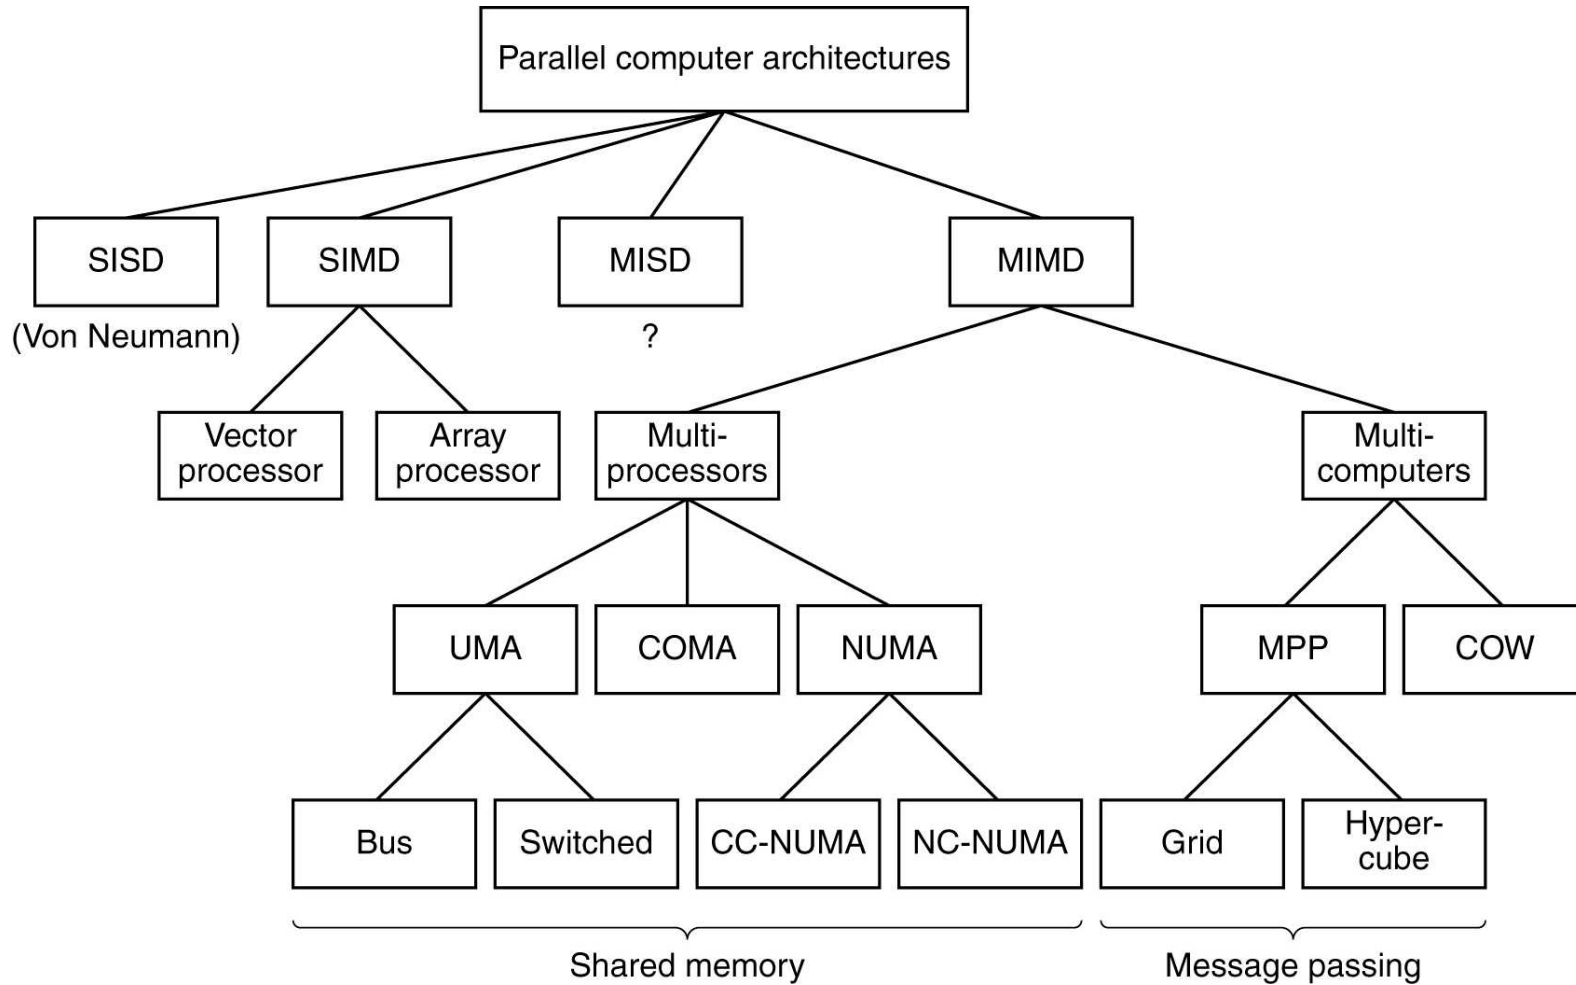 Parallel computer architectures
SISD
SIMD
MISD
MIMD
(Von Neumann)
?
Vector
processor
Array
processor
Multi-
processors
Multi-
computers
UMA
COMA
NUMA
MPP
COW
Bus
Switched
CC-NUMA
NC-NUMA
Grid
Hyper-
cube
Shared memory
Message passing